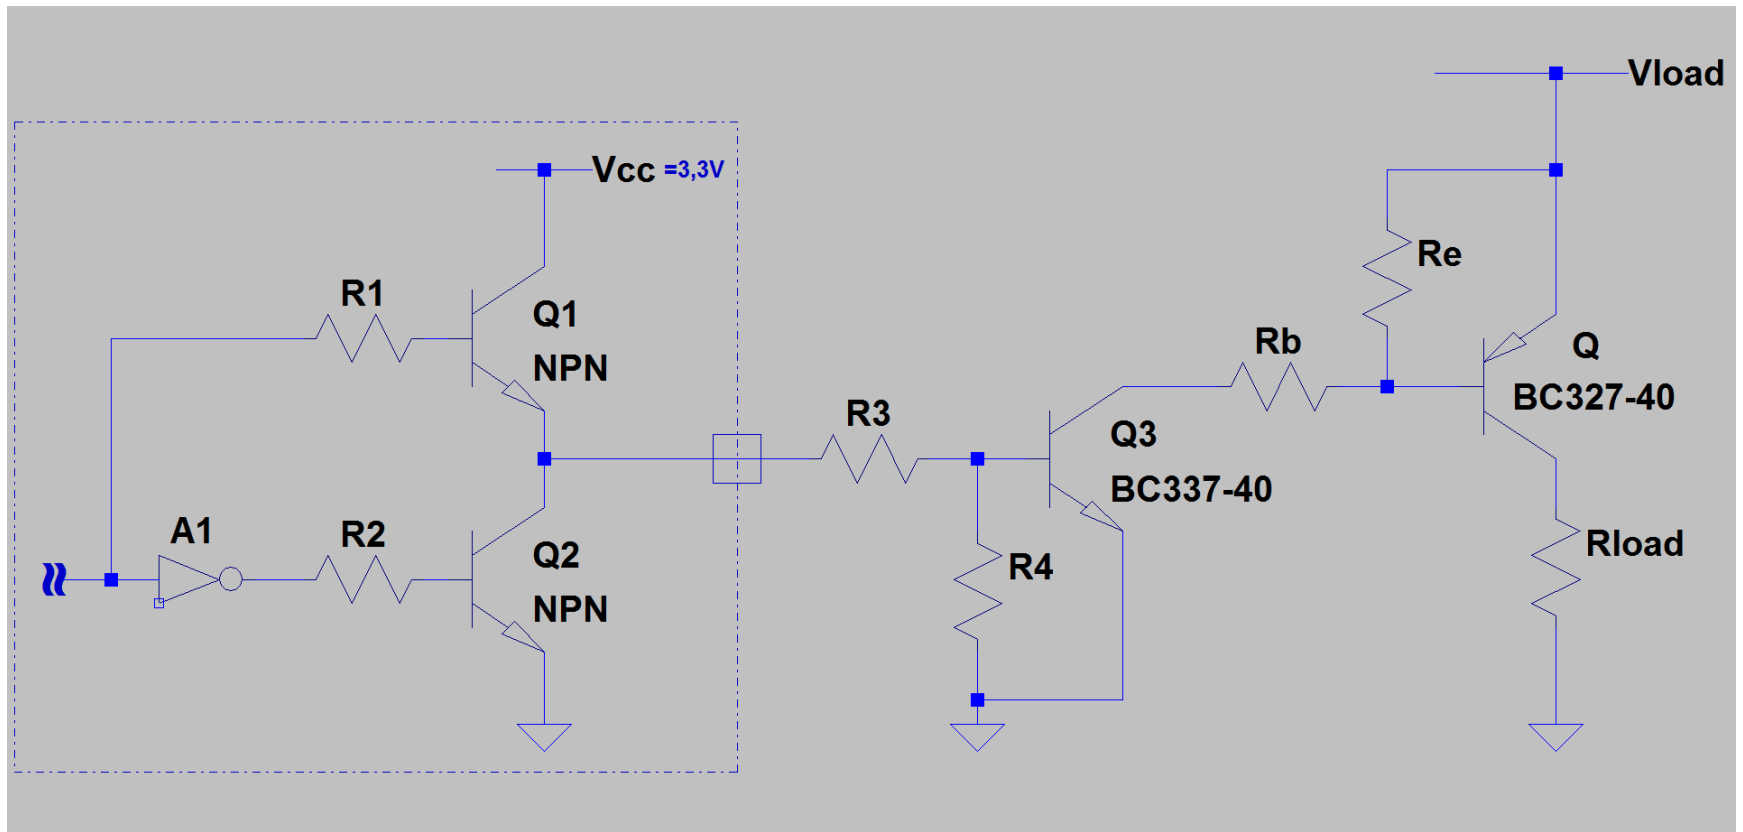 Vload
Vcc =3,3V
Re
R1
Q1
NPN
Rb
Q
BC327-40
R3
Q3
BC337-40
A1
R2
Q2
NPN
R4
Rload